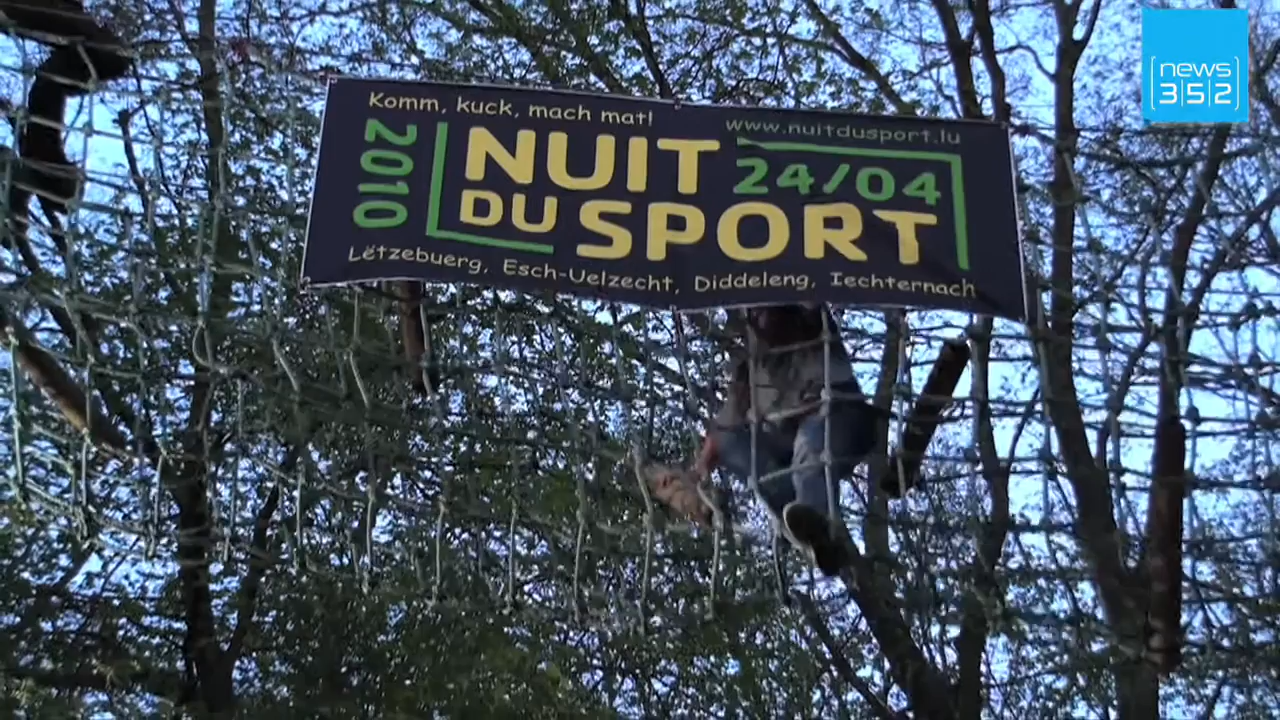 Komm, kuck, mach mat!
www.nuitdusport.lu
2010
NUIT
24/04
DU SPORT
Lëtzebuerg, Esch-Uelzecht, Diddeleng, Iechternach
news
352